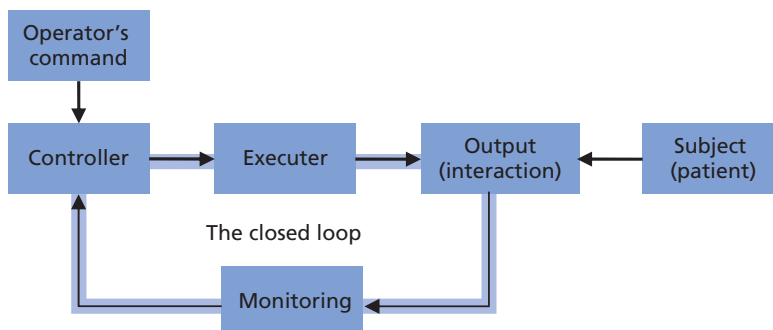 Operator’s
command
Controller
Executer
Output
(interaction)
Subject
(patient)
The closed loop
Monitoring